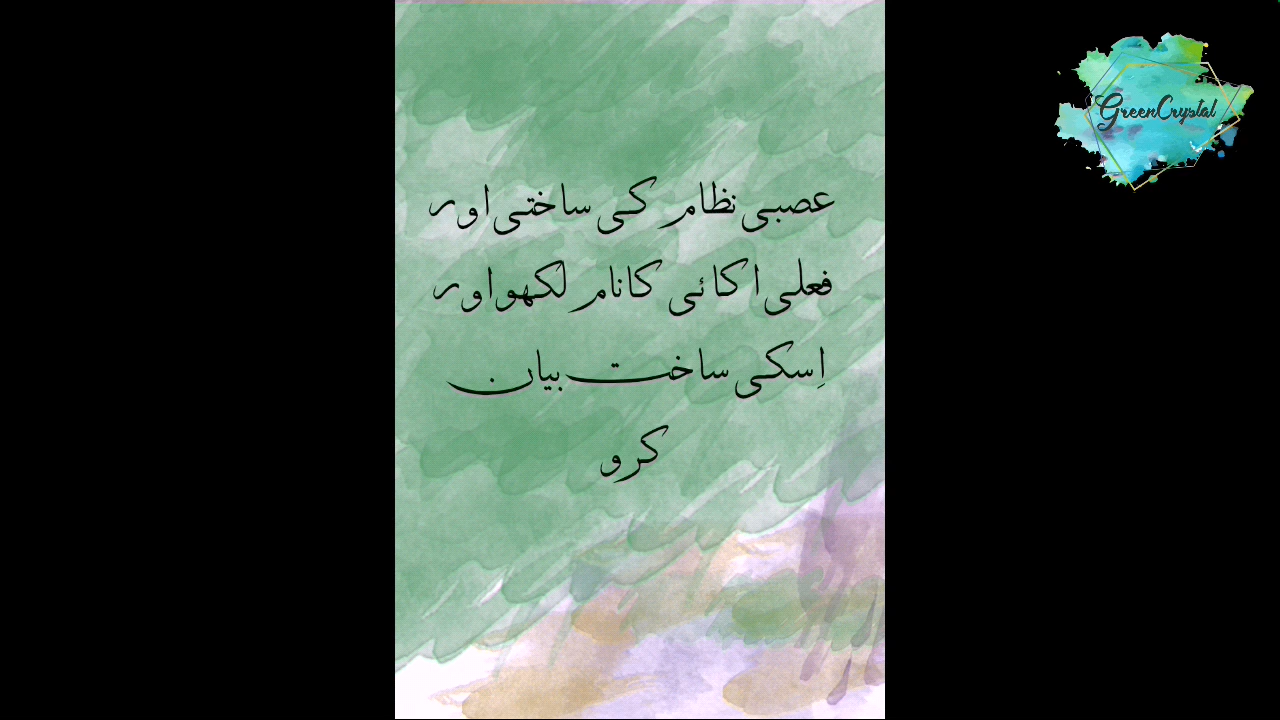 GreenCrystal
عصبی نظام کی ساختی اور
فعلی اکائی کا نام لکھو اور
اِسکی ساخت بیان
کرو